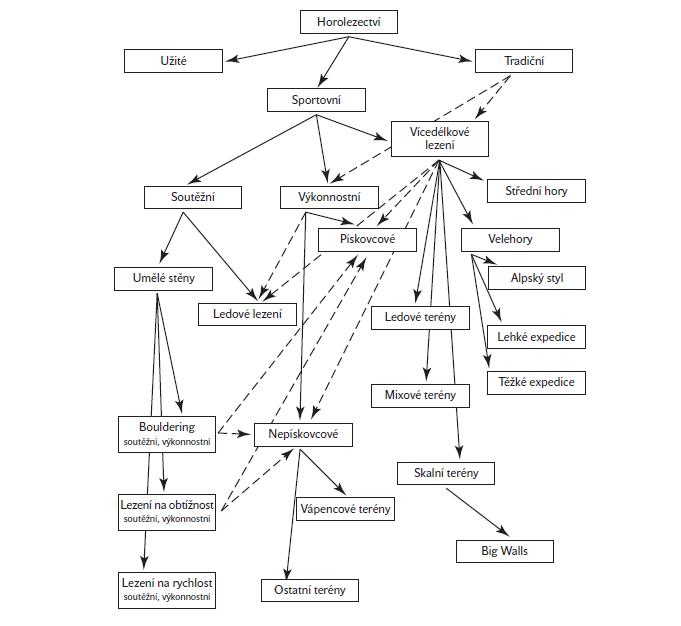 Horolezectví
Užité
Tradiční
Sportovní
Vícedélkové
lezení
Soutěžní
Výkonnostní
Střední hory
Pískovcové
Velehory
Umělé stěny
Alpský styl
Ledové lezení
Ledové terény
Lehké expedice
Těžké expedice
Mixové terény
Bouldering
soutěžní, výkonnostní
Nepískovcové
Skalní terény
Lezení na obtížnost
soutěžní, výkonnostní
Vápencové terény
Big Walls
Lezení na rychlost
soutěžní, výkonnostní
Ostatní terény